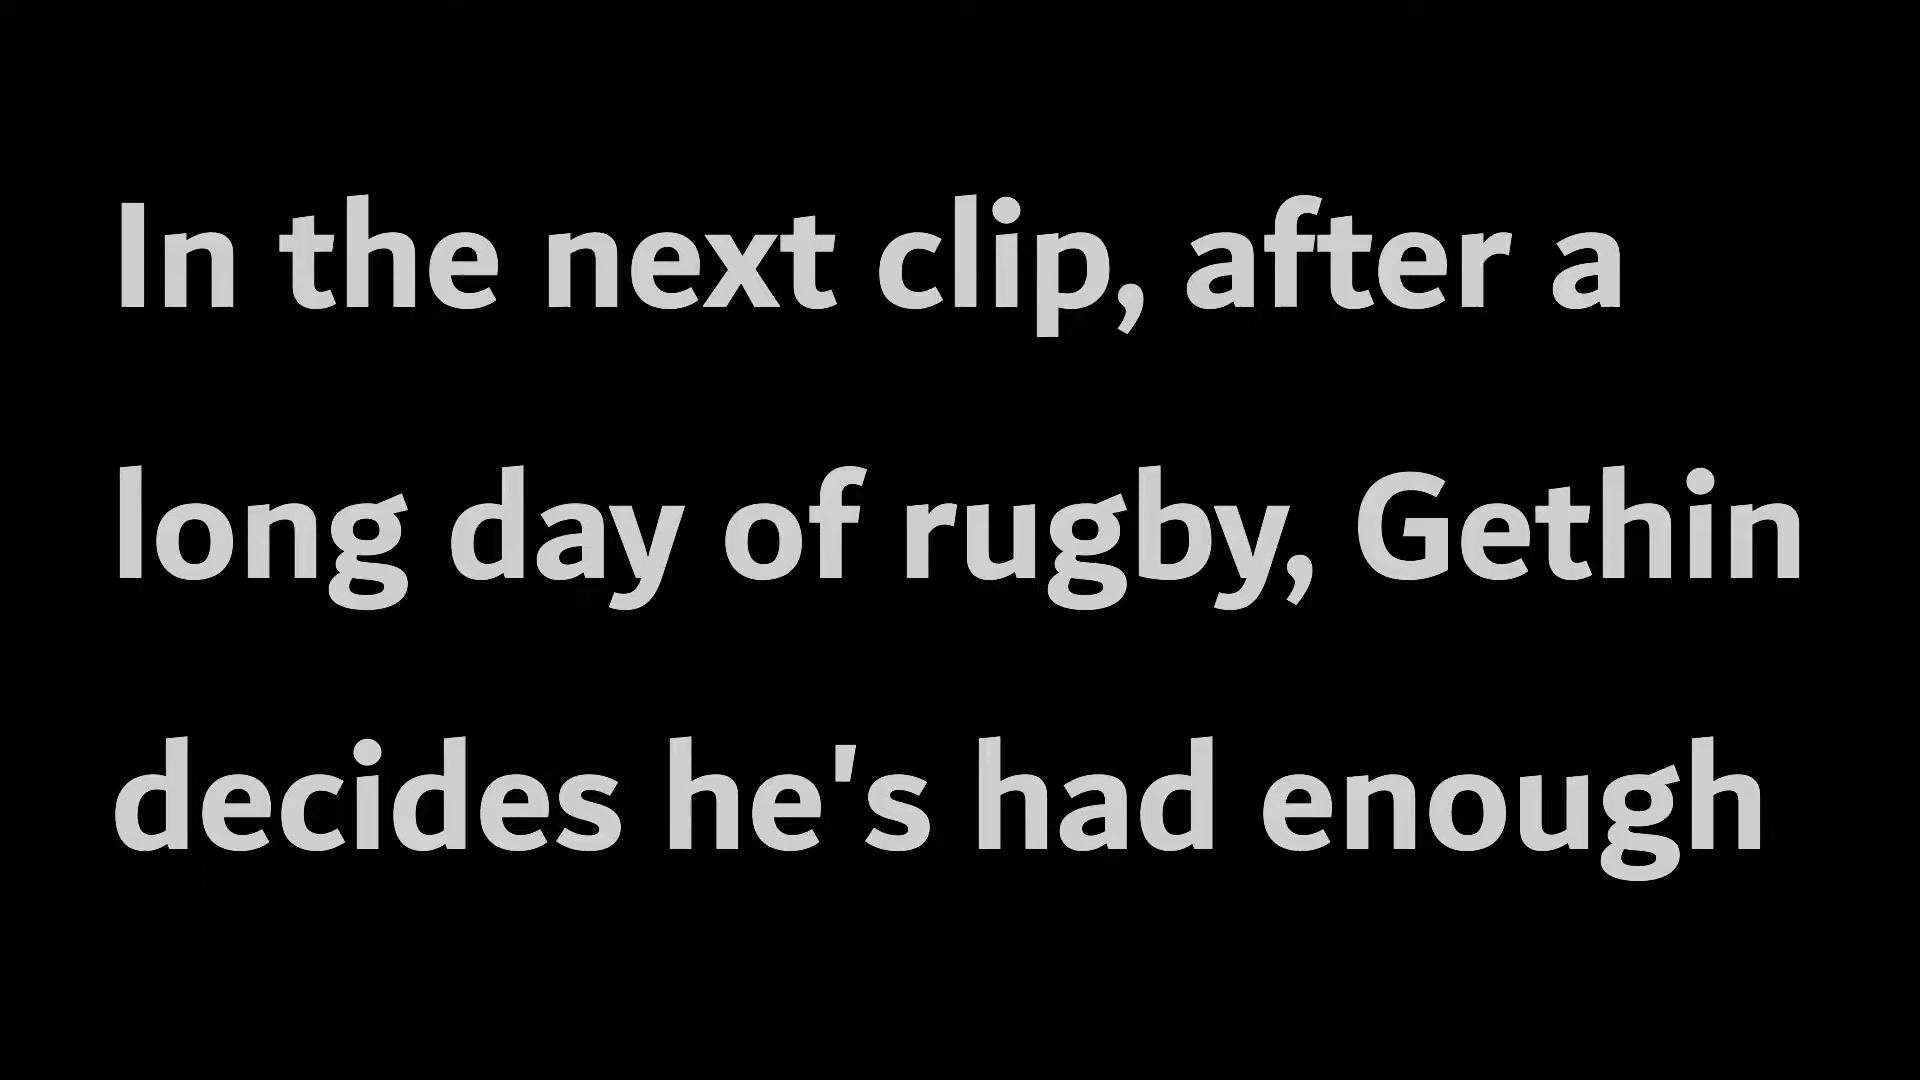 In the next clip, after a
long day of rugby, Gethin
decides he's had enough